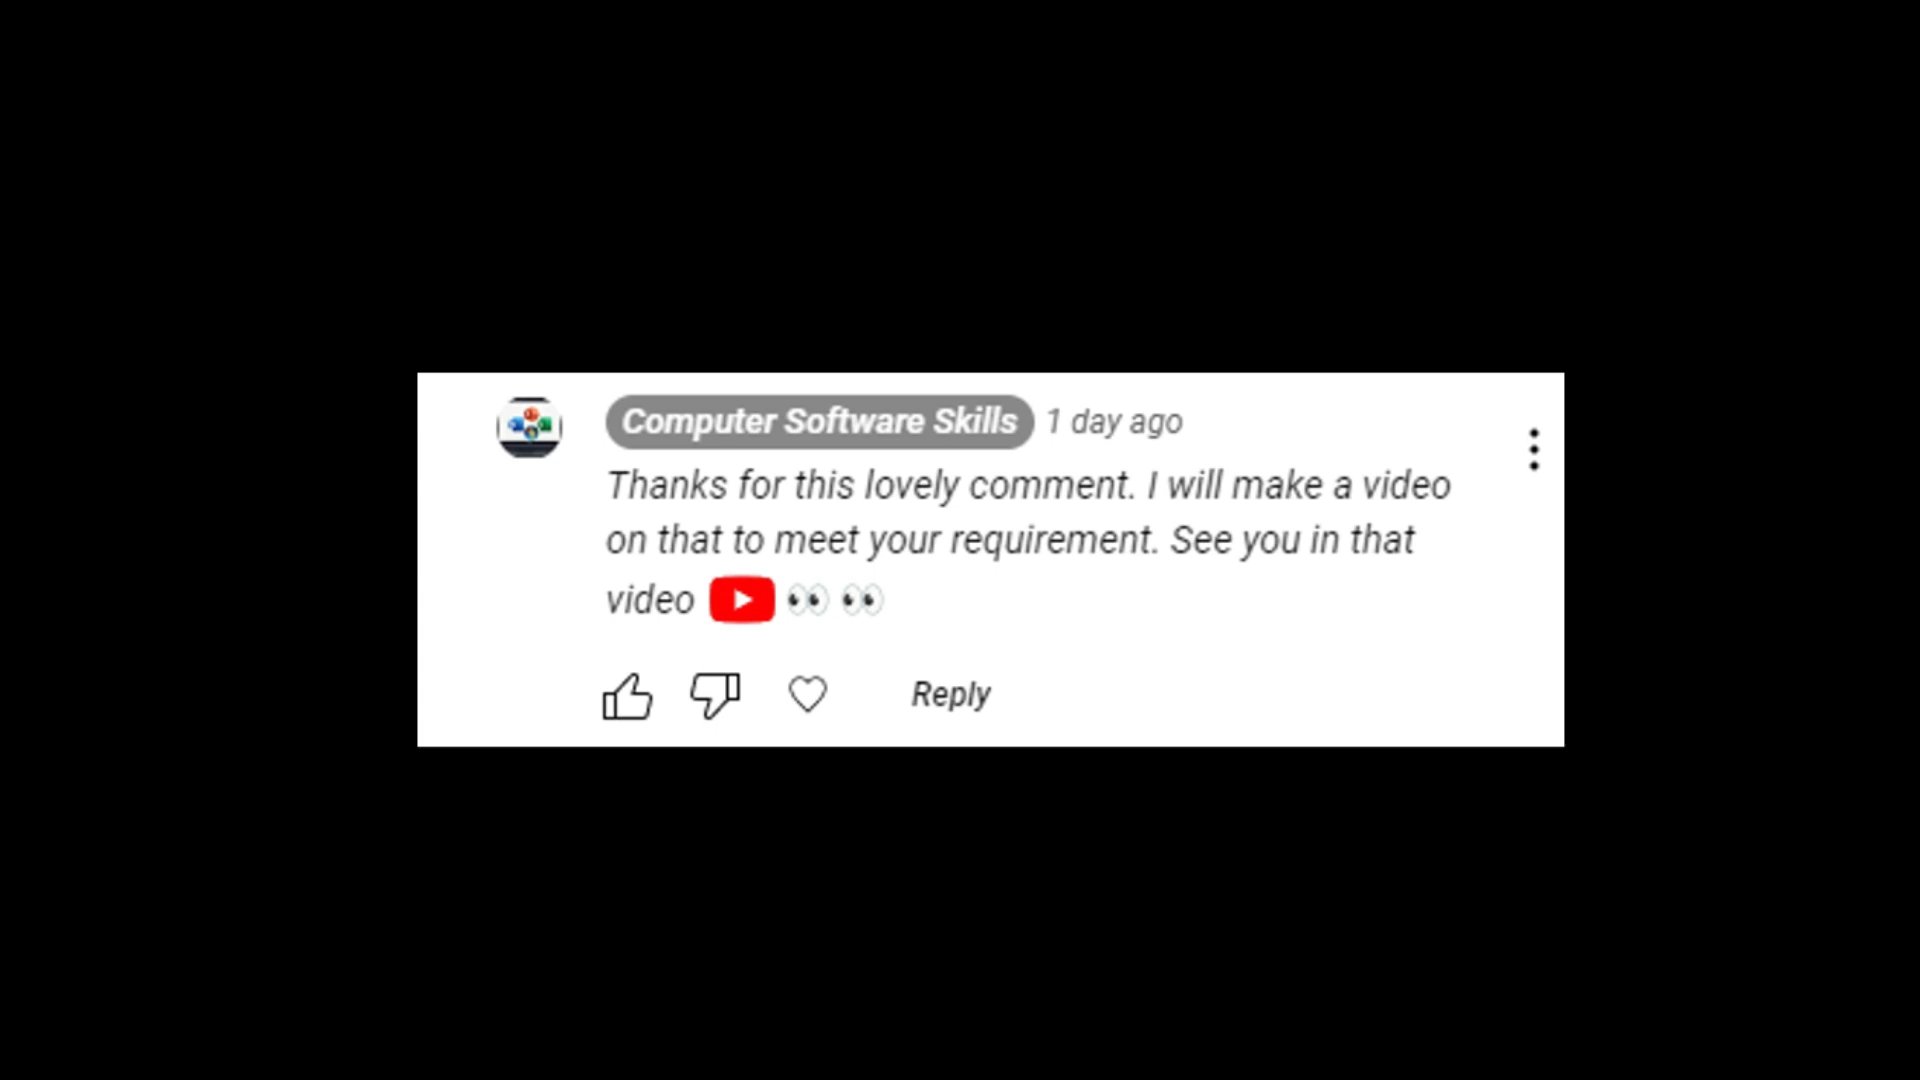 Computer Software Skills 1 day ago
Thanks for this lovely comment. I will make a video
on that to meet your requirement. See you in that
video ▶️ 👀 👀
Reply